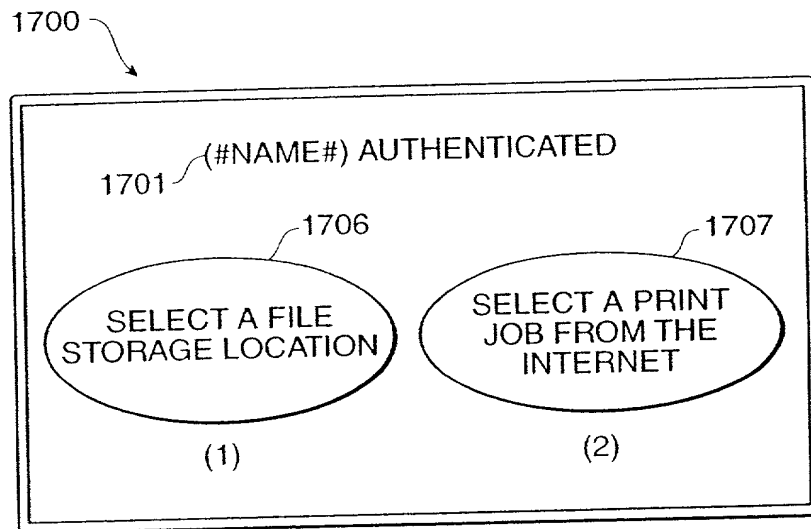 1700
(#NAME#) AUTHENTICATED
1701
1706
1707
SELECT A FILE
STORAGE LOCATION
SELECT A PRINT
JOB FROM THE
INTERNET
(1)
(2)